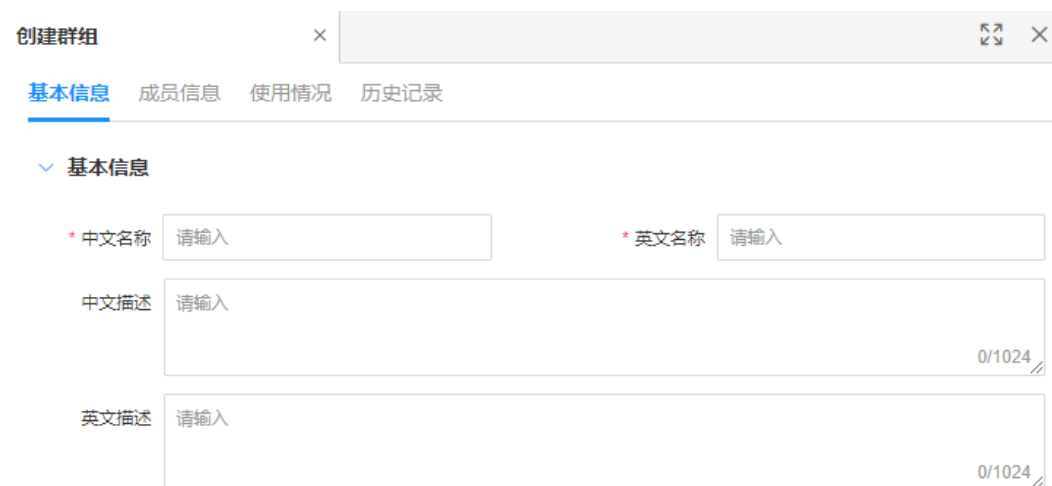 创建群组
基本信息 成员信息 使用情况 历史记录
基本信息
* 中文名称 请输入 * 英文名称 请输入
中文描述 请输入
0/1024
英文描述 请输入
0/1024